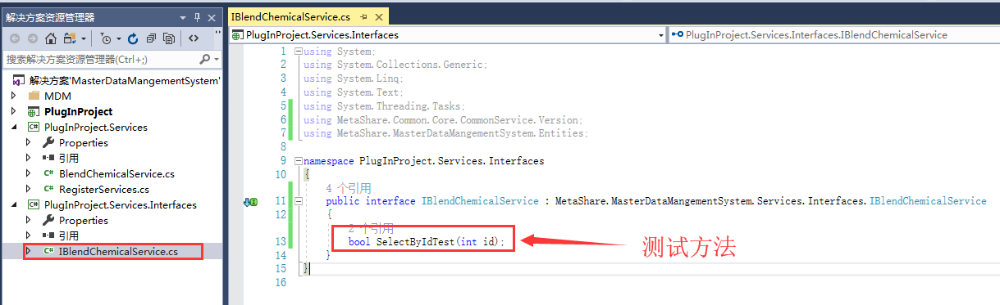 解决方案资源管理器
搜索解决方案资源管理器(Ctrl+;)
解决方案'MasterDataMangementSystem'
MDM
PlugInProject
PlugInProject.Services
Properties
引用
BlendChemicalService.cs
RegisterServices.cs
PlugInProject.Services.Interfaces
Properties
引用
IBlendChemicalService.cs
IBlendChemicalService.cs
PlugInProject.Services.Interfaces
PlugInProject.Services.Interfaces.IBlendChemicalService
1 using System;
2 using System.Collections.Generic;
3 using System.Linq;
4 using System.Text;
5 using System.Threading.Tasks;
6 using MetaShare.Common.Core.CommonService.Version;
7 using MetaShare.MasterDataMangementSystem.Entities;
8
9 namespace PlugInProject.Services.Interfaces
10 {
4 个引用
11 public interface IBlendChemicalService : MetaShare.MasterDataMangementSystem.Services.Interfaces.IBlendChemicalService
12 {
2 个引用
13 bool SelectByIdTest(int id);
14 }
15 }
16
测试方法